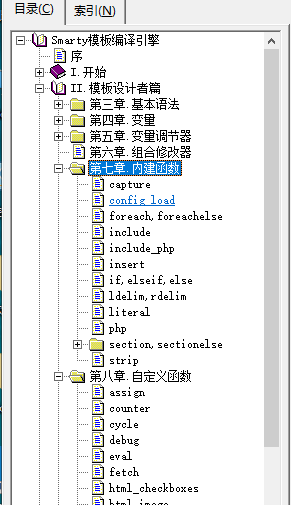 目录(C) 索引(N)
Smarty模板编译引擎
序
I.开始
II.模板设计者篇
第三章.基本语法
第四章.变量
第五章.变量调节器
第六章.组合修改器
第七章.内建函数
capture
config_load
foreach,foreachelse
include
include_php
insert
if,elseif,else
ldelim,rdelim
literal
php
section,sectionelse
strip
第八章.自定义函数
assign
counter
cycle
debug
eval
fetch
html_checkboxes
html_image